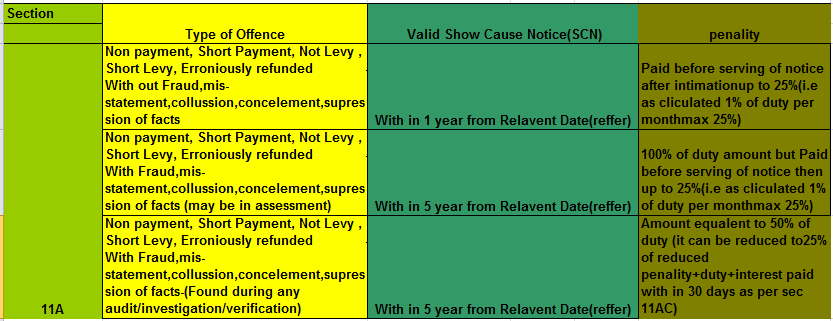 Section
Type of Offence
Valid Show Cause Notice(SCN)
penality
11A
Non payment, Short Payment, Not Levy ,
Short Levy, Erroniously refunded
With out Fraud,mis-
statement,collussion,concelement,supres
sion of facts
With in 1 year from Relavent Date(reffer)
Paid before serving of notice
after intimationup to 25%(i.e
as cliculated 1% of duty per
monthmax 25%)
Non payment, Short Payment, Not Levy ,
Short Levy, Erroniously refunded
With Fraud,mis-
statement,collussion,concelement,supres
sion of facts (may be in assessment)
With in 5 year from Relavent Date(reffer)
100% of duty amount but Paid
before serving of notice then
up to 25%(i.e as cliculated 1%
of duty per monthmax 25%)
Non payment, Short Payment, Not Levy ,
Short Levy, Erroniously refunded
With Fraud,mis-
statement,collussion,concelement,supres
sion of facts-(Found during any
audit/investigation/verification)
With in 5 year from Relavent Date(reffer)
Amount equalent to 50% of
duty (it can be reduced to25%
of reduced
penality+duty+interest paid
with in 30 days as per sec
11AC)